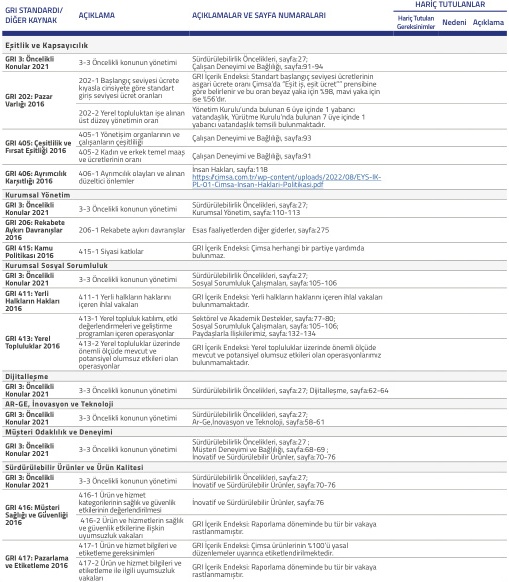 HARİÇ TUTULANLAR
GRI STANDARDI/
DİĞER KAYNAK
AÇIKLAMA
AÇIKLAMALAR VE SAYFA NUMARALARI
Hariç Tutulan
Gereksinimler
Nedeni
Açıklama
Eşitlik ve Kapsayıcılık
GRI 3: Öncelikli
Konular 2021
3-3 Öncelikli konunun yönetimi
Sürdürülebilirlik Öncelikleri, sayfa:27;
Çalışan Deneyimi ve Bağlılığı, sayfa:91-94
GRI 202: Pazar
Varlığı 2016
202-1 Başlangıç seviyesi ücrete
kıyasla cinsiyete göre standart
giriş seviyesi ücret oranları
GRI İçerik Endeksi: Standart başlangıç seviyesi ücretlerinin
asgari ücrete oranı Çimsa'da "Eşit iş, eşit ücret"" prensibine
göre belirlenir ve bu oran beyaz yaka için %98, mavi yaka için
ise %56'dır.
202-2 Yerel topluluktan işe alınan
üst düzey yönetimin oranı
Yönetim Kurulu'nda bulunan 6 üye içinde 1 yabancı
vatandaşlık, Yürütme Kurulu'nda bulunan 7 üye içinde 1
yabancı vatandaşlık temsili bulunmaktadır.
GRI 405: Çeşitlilik ve
Fırsat Eşitliği 2016
405-1 Yönetişim organlarının ve
çalışanların çeşitliliği
Çalışan Deneyimi ve Bağlılığı, sayfa:93
405-2 Kadın ve erkek temel maaş
ve ücretlerinin oranı
Çalışan Deneyimi ve Bağlılığı, sayfa:91
GRI 406: Ayrımcılık
Karşıtlığı 2016
406-1 Ayrımcılık olayları ve alınan
düzeltici önlemler
İnsan Hakları, sayfa:118
https://cimsa.com.tr/wp-content/uploads/2022/08/EYS-IK-
PL-01-Cimsa-Insan-Haklari-Politikasi.pdf
Kurumsal Yönetim
GRI 3: Öncelikli
Konular 2021
3-3 Öncelikli konunun yönetimi
Sürdürülebilirlik Öncelikleri, sayfa:27;
Kurumsal Yönetim, sayfa:110-113
GRI 206: Rekabete
Aykırı Davranışlar
2016
206-1 Rekabete aykırı davranışlar
Esas faaliyetlerden diğer giderler, sayfa:275
GRI 415: Kamu
Politikası 2016
415-1 Siyasi katkılar
GRI İçerik Endeksi: Çimsa herhangi bir partiye yardımda
bulunmaz.
Kurumsal Sosyal Sorumluluk
GRI 3: Öncelikli
Konular 2021
3-3 Öncelikli konunun yönetimi
Sürdürülebilirlik Öncelikleri, sayfa:27;
Sosyal Sorumluluk Çalışmaları, sayfa:105-106
GRI 411: Yerli
Halkların Hakları
2016
411-1 Yerli halkların haklarını
içeren ihlal vakaları
GRI İçerik Endeksi: Yerli halkların haklarını içeren ihlal vakaları
bulunmamaktadır.
GRI 413: Yerel
Topluluklar 2016
413-1 Yerel topluluk katılımı, etki
değerlendirmeleri ve geliştirme
programları içeren operasyonlar
Sektörel ve Akademik Destekler, sayfa:77-80;
Sosyal Sorumluluk Çalışmaları, sayfa:105-106;
Paydaşlarla İlişkilerimiz, sayfa:132-134
413-2 Yerel topluluklar üzerinde
önemli ölçüde mevcut ve
potansiyel olumsuz etkileri olan
operasyonlar
GRI İçerik Endeksi: Yerel topluluklar üzerinde önemli ölçüde
mevcut ve potansiyel olumsuz etkileri olan operasyonlarımız
bulunmamaktadır.
Dijitalleşme
GRI 3: Öncelikli
Konular 2021
3-3 Öncelikli konunun yönetimi
Sürdürülebilirlik Öncelikleri, sayfa:27; Dijitalleşme, sayfa:62-64
AR-GE, İnovasyon ve Teknoloji
GRI 3: Öncelikli
Konular 2021
3-3 Öncelikli konunun yönetimi
Sürdürülebilirlik Öncelikleri, sayfa:27;
Ar-Ge,İnovasyon ve Teknoloji, sayfa:58-61
Müşteri Odaklılık ve Deneyimi
GRI 3: Öncelikli
Konular 2021
3-3 Öncelikli konunun yönetimi
Sürdürülebilirlik Öncelikleri, sayfa:27 ;
Müşteri Deneyimi ve Bağlılığı, sayfa:68-69 ;
İnovatif ve Sürdürülebilir Ürünler, sayfa:70-76
Sürdürülebilir Ürünler ve Ürün Kalitesi
GRI 3: Öncelikli
Konular 2021
3-3 Öncelikli konunun yönetimi
Sürdürülebilirlik Öncelikleri, sayfa:27;
İnovatif ve Sürdürülebilir Ürünler, sayfa:70-76
GRI 416: Müşteri
Sağlığı ve Güvenliği
2016
416-1 Ürün ve hizmet
kategorilerinin sağlık ve güvenlik
etkilerinin değerlendirilmesi
İnovatif ve Sürdürülebilir Ürünler, sayfa:76
416-2 Ürün ve hizmetlerin sağlık
ve güvenlik etkilerine ilişkin
uyumsuzluk vakaları
GRI İçerik Endeksi: Raporlama döneminde bu tür bir vakaya
rastlanmamıştır.
GRI 417: Pazarlama
ve Etiketleme 2016
417-1 Ürün ve hizmet bilgileri ve
etiketleme gereksinimleri
GRI İçerik Endeksi: Çimsa ürünlerinin %100'ü yasal
düzenlemeler uyarınca etiketlendirilmektedir.
417-2 Ürün ve hizmet bilgileri ve
etiketleme ile ilgili uyumsuzluk
vakaları
GRI İçerik Endeksi: Raporlama döneminde bu tür bir vakaya
rastlanmamıştır.